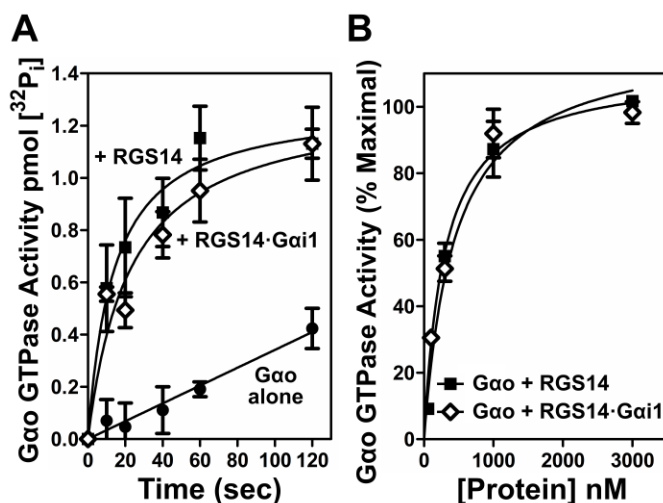 A
Gαo GTPase Activity pmol [³²Pᵢ]
1.4
1.2
1.0
0.8
0.6
0.4
0.2
0.0
+ RGS14
+ RGS14·Gαi1
Gαo
alone
0 20 40 60 80 100 120
Time (sec)
B
Gαo GTPase Activity (% Maximal)
100
80
60
40
20
0
Gαo + RGS14
Gαo + RGS14·Gαi1
0 1000 2000 3000
[Protein] nM